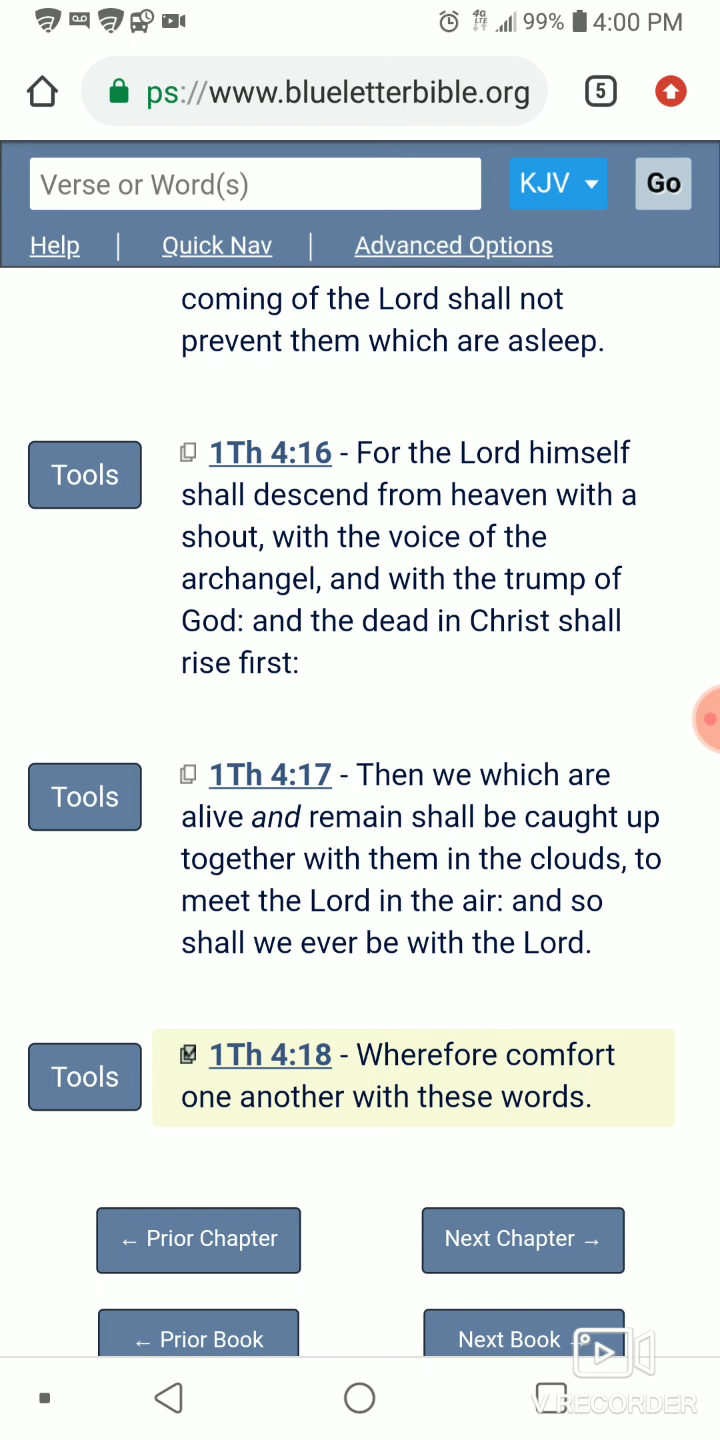 4G LTE 99% 4:00 PM
ps://www.blueletterbible.org 5
Verse or Word(s) KJV Go
Help | Quick Nav | Advanced Options
coming of the Lord shall not
prevent them which are asleep.
Tools
1Th 4:16 - For the Lord himself
shall descend from heaven with a
shout, with the voice of the
archangel, and with the trump of
God: and the dead in Christ shall
rise first:
Tools
1Th 4:17 - Then we which are
alive and remain shall be caught up
together with them in the clouds, to
meet the Lord in the air: and so
shall we ever be with the Lord.
Tools
1Th 4:18 - Wherefore comfort
one another with these words.
← Prior Chapter Next Chapter →
← Prior Book Next Book →
V RECORDER